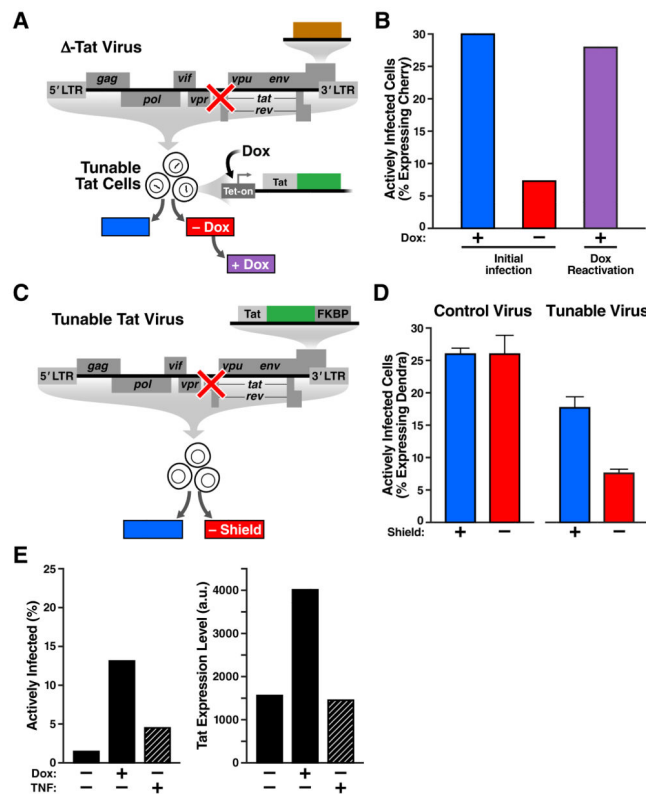 A
Δ-Tat Virus
5′ LTR
gag
pol
vif
vpr
vpu
env
tat
rev
3′ LTR
Tunable
Tat Cells
Dox
Tet-on
Tat
– Dox
+ Dox
B
Actively Infected Cells
(% Expressing Cherry)
30
25
20
15
10
5
0
Dox:
+
–
+
Initial
infection
Dox
Reactivation
C
Tunable Tat Virus
Tat
FKBP
5′ LTR
gag
pol
vif
vpr
vpu
env
tat
rev
3′ LTR
– Shield
D
Control Virus
Tunable Virus
Actively Infected Cells
(% Expressing Dendra)
30
25
20
15
10
5
0
Shield:
+
–
+
–
E
Actively Infected (%)
25
20
15
10
5
0
Dox:
–
+
–
TNF:
–
–
+
Tat Expression Level (a.u.)
4000
3000
2000
1000
0
–
+
–
–
–
+